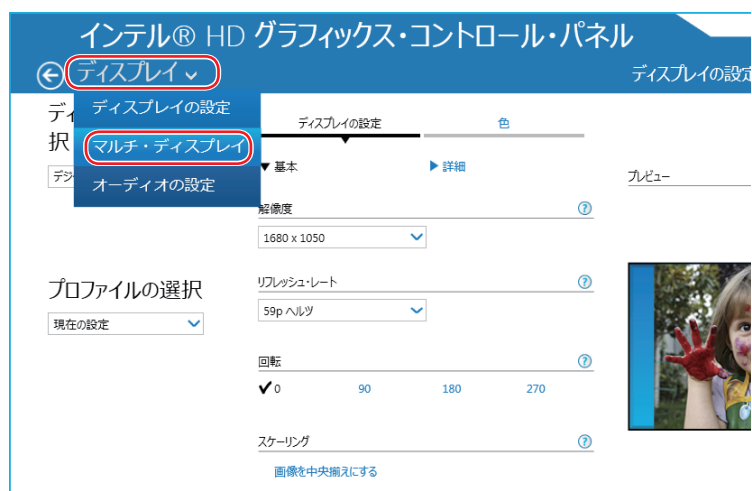 インテル® HD グラフィックス・コントロール・パネル
ディスプレイ
ディスプレイの設定
ディスプレイの設定
マルチ・ディスプレイ
オーディオの設定
択
ディスプレイの設定
色
基本
詳細
プレビュー
解像度
1680 x 1050
プロファイルの選択
現在の設定
リフレッシュ・レート
59p ヘルツ
回転
0 90 180 270
スケーリング
画像を中央揃えにする